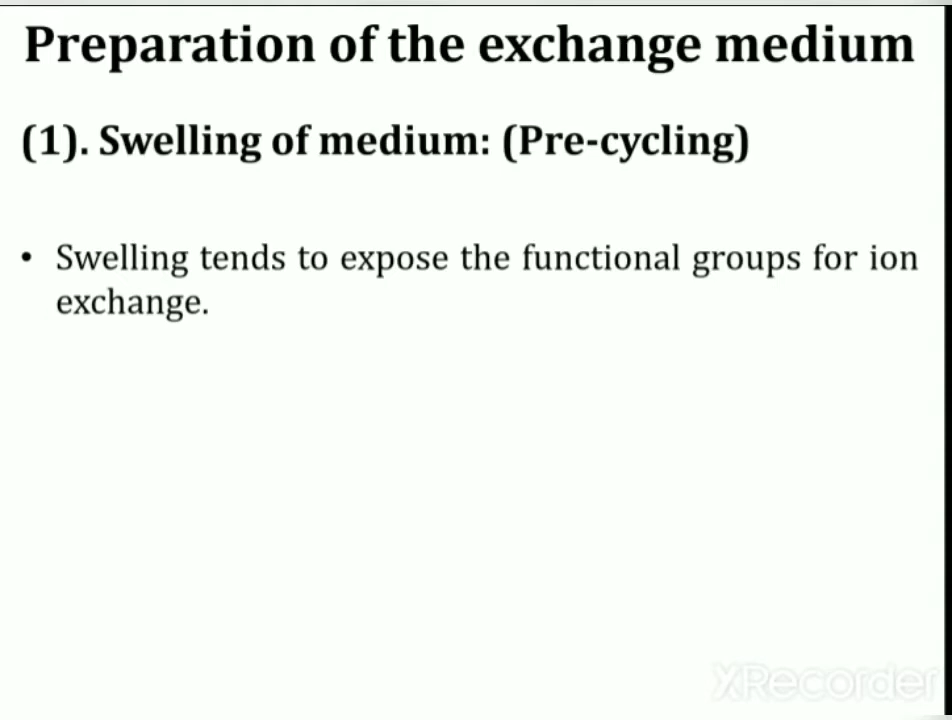 Preparation of the exchange medium
(1). Swelling of medium: (Pre-cycling)
• Swelling tends to expose the functional groups for ion
exchange.
XRecorder